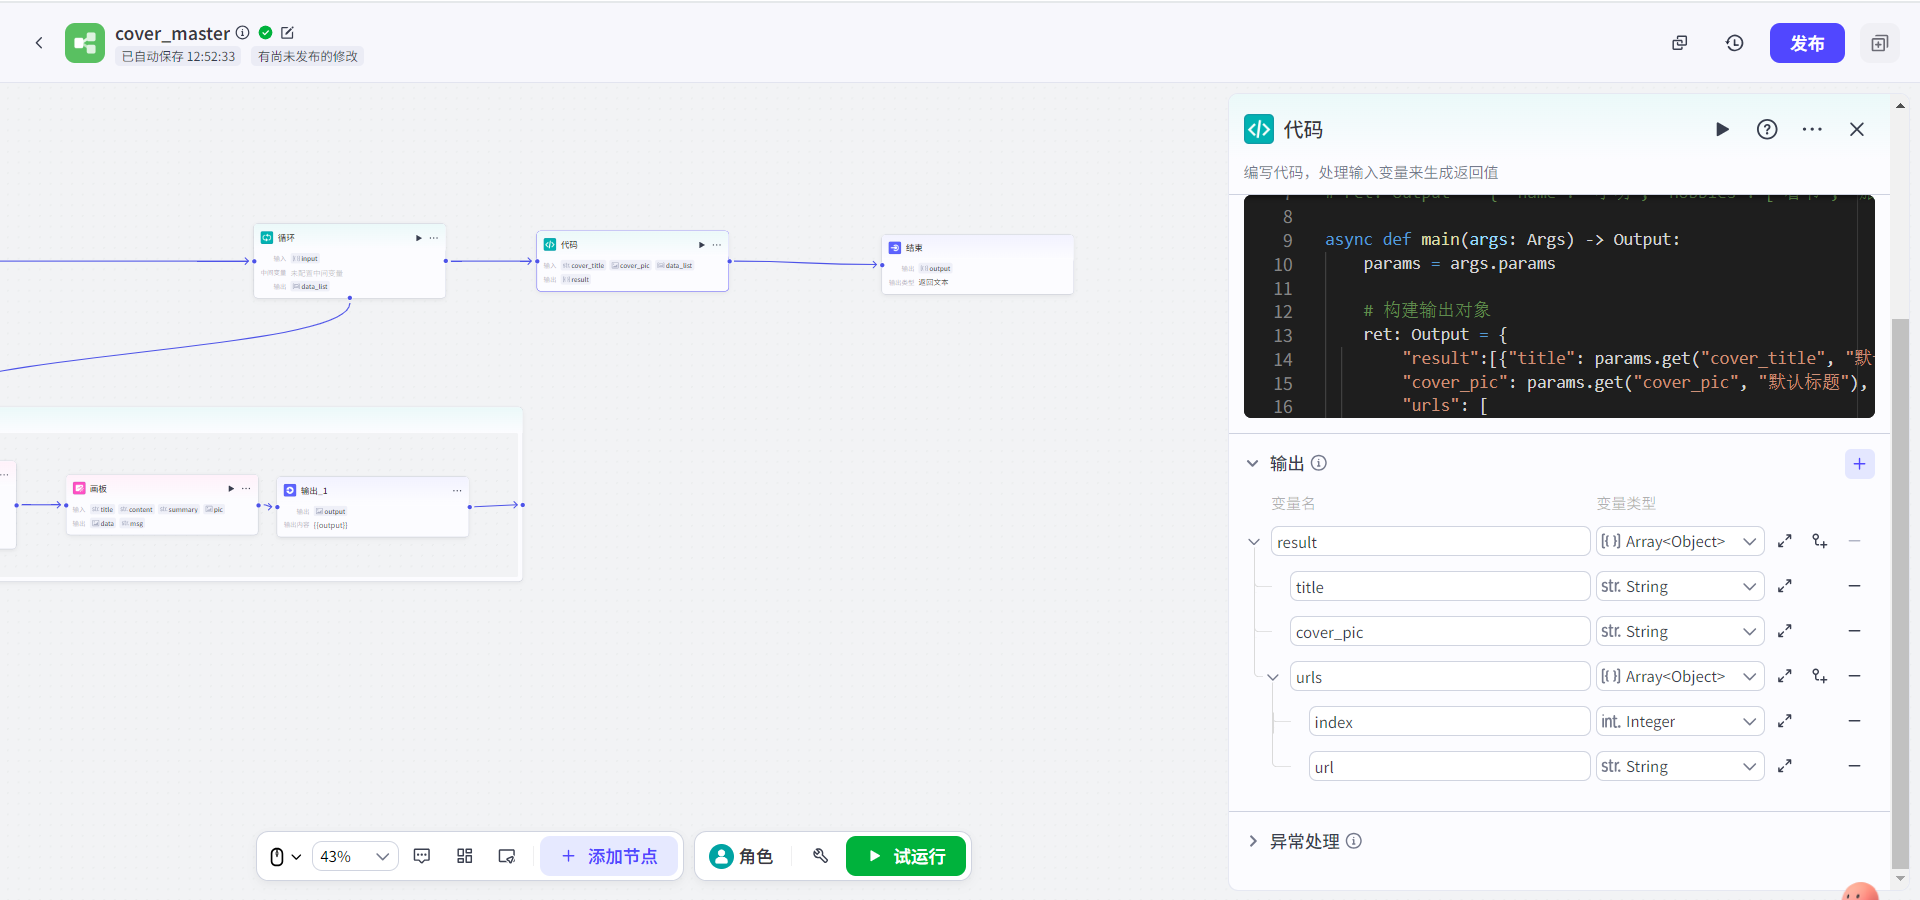 cover_master
已自动保存 12:52:33
有尚未发布的修改
发布
循环
输入 input
中间变量 未配置中间变量
输出 data_list
代码
输入 str. cover_title cover_pic data_list
输出 result
结束
输出 output
输出类型 返回文本
画板
输入 str. title str. content str. summary pic
输出 data str. msg
输出_1
输出 output
输出内容 {{output}}
43%
添加节点
角色
试运行
代码
编写代码，处理输入变量来生成返回值
8
9 async def main(args: Args) -> Output:
10 params = args.params
11
12 # 构建输出对象
13 ret: Output = {
14 "result":[{"title": params.get("cover_title", "默
15 "cover_pic": params.get("cover_pic", "默认标题"),
16 "urls": [
输出
变量名 变量类型
result Array<Object>
title str. String
cover_pic str. String
urls Array<Object>
index int. Integer
url str. String
异常处理